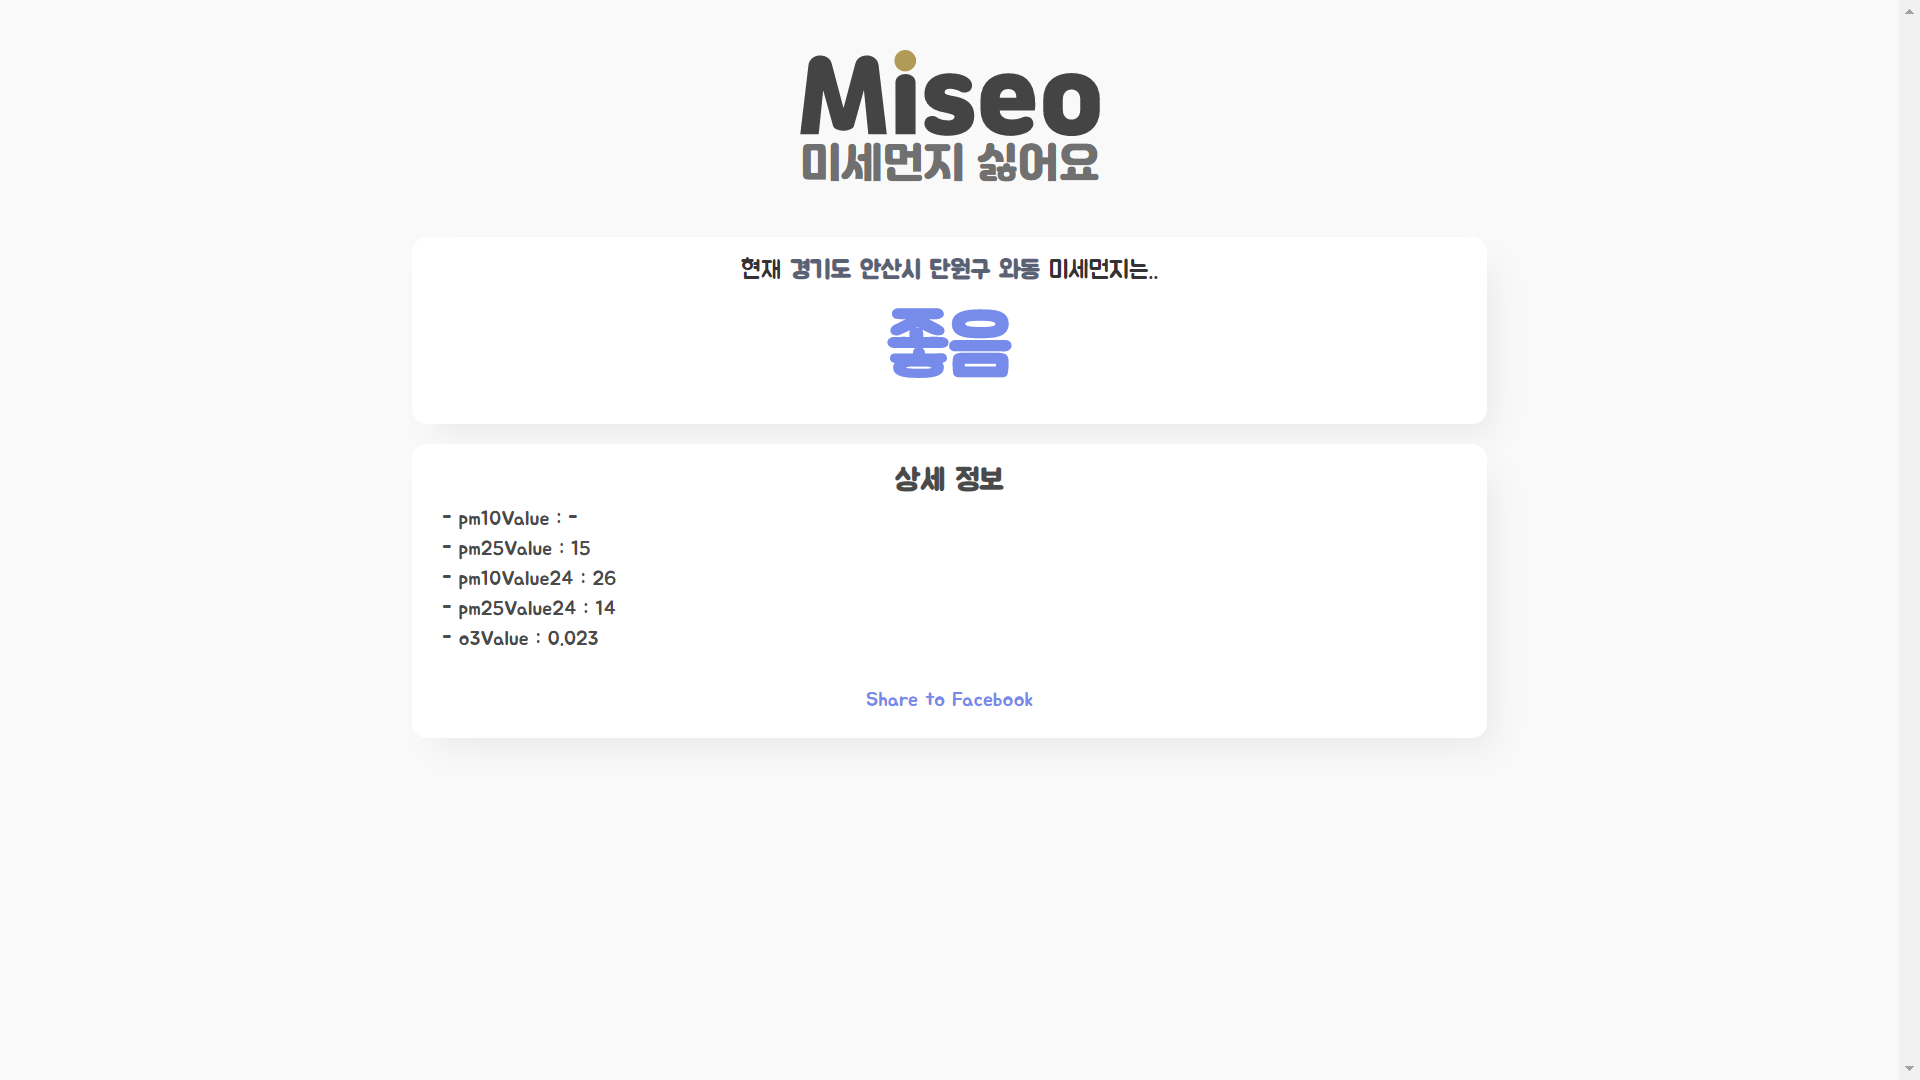 Miseo
미세먼지 싫어요
현재 경기도 안산시 단원구 와동 미세먼지는..
좋음
상세 정보
- pm10Value : -
- pm25Value : 15
- pm10Value24 : 26
- pm25Value24 : 14
- o3Value : 0.023
Share to Facebook